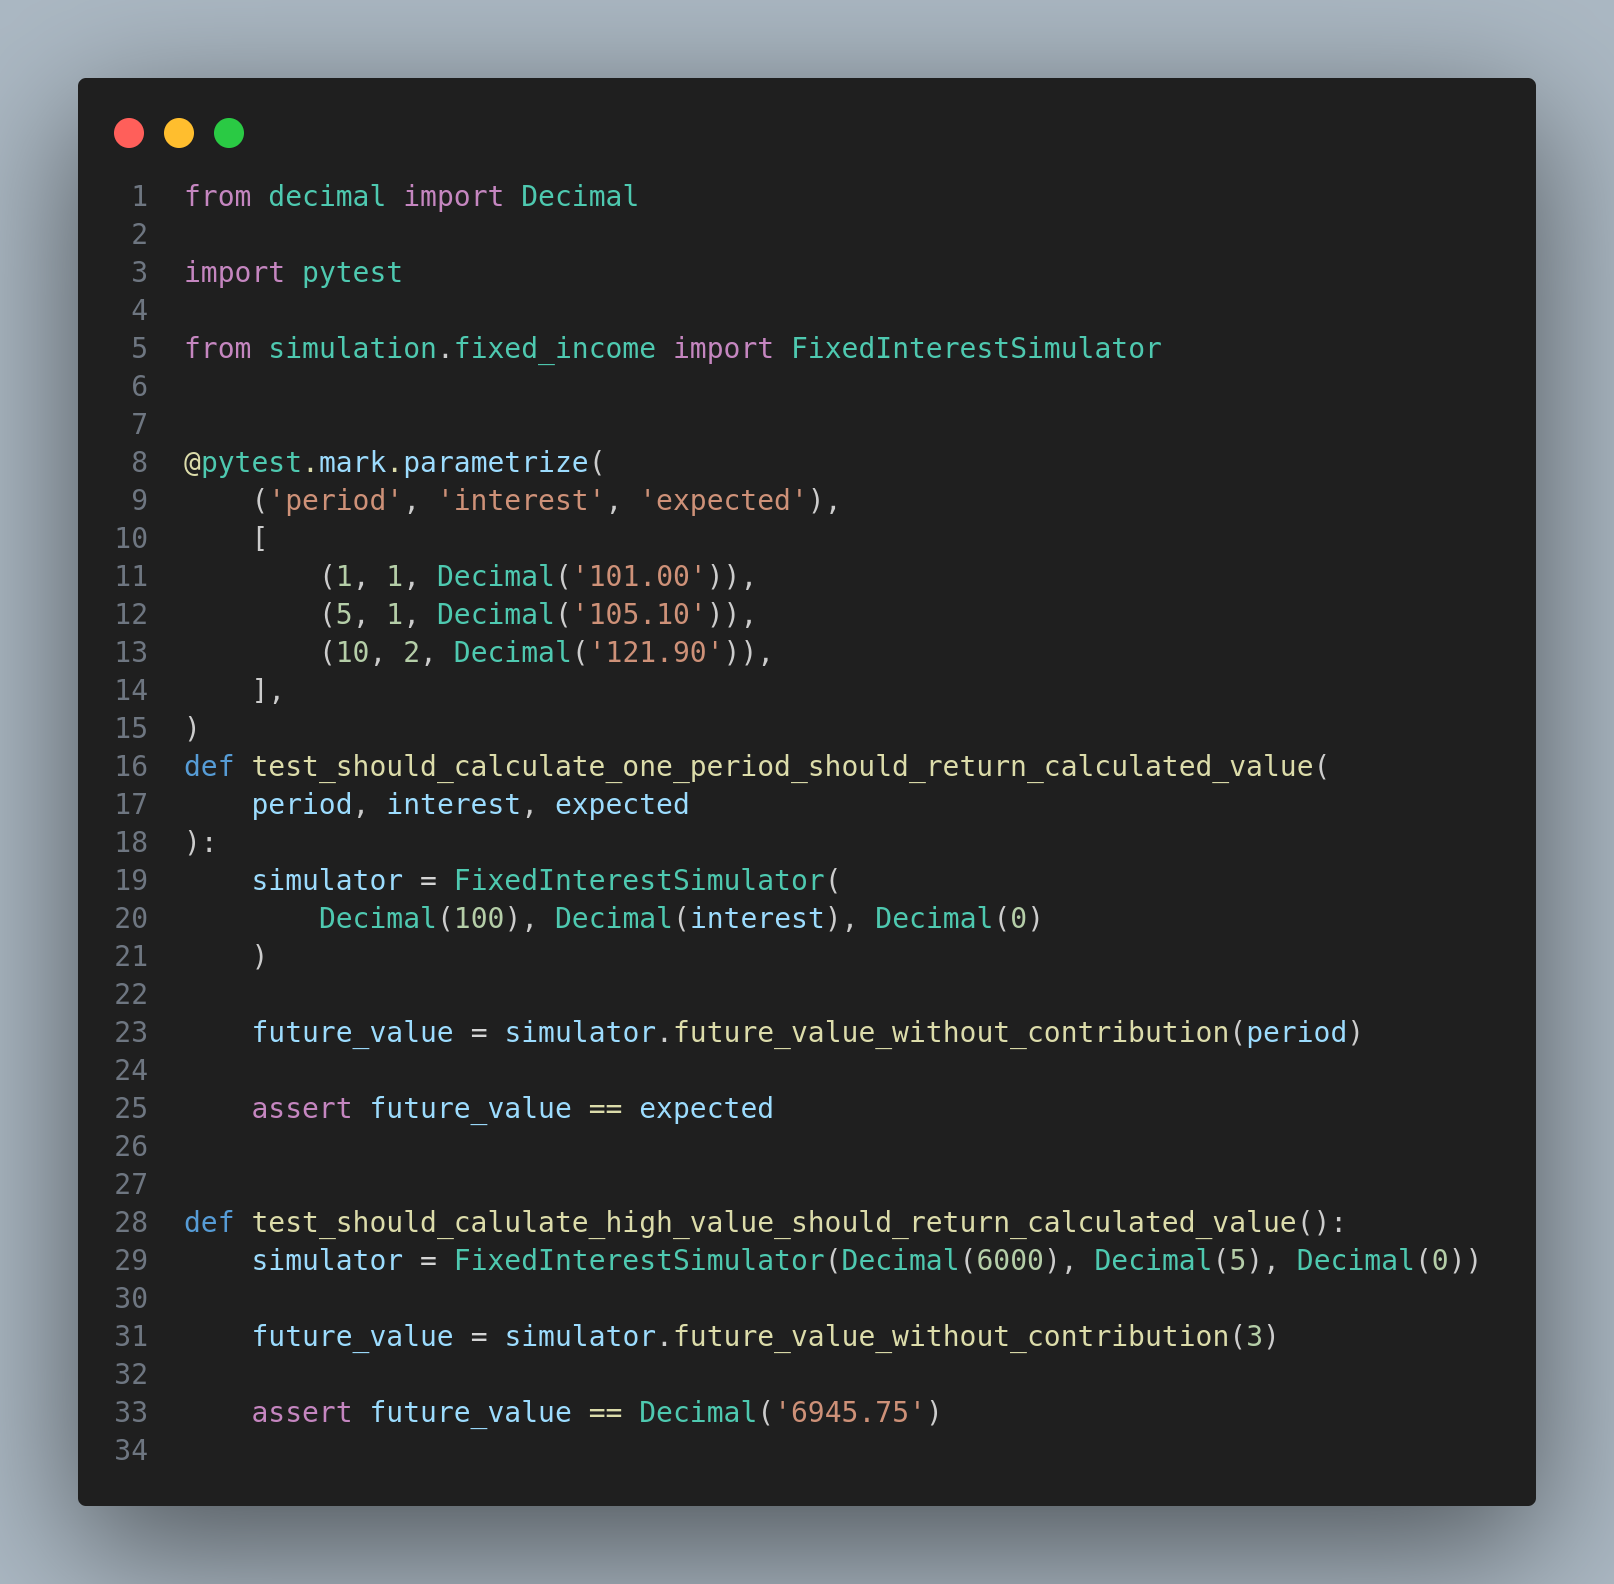 1 from decimal import Decimal
2
3 import pytest
4
5 from simulation.fixed_income import FixedInterestSimulator
6
7
8 @pytest.mark.parametrize(
9     ('period', 'interest', 'expected'),
10     [
11         (1, 1, Decimal('101.00')),
12         (5, 1, Decimal('105.10')),
13         (10, 2, Decimal('121.90')),
14     ],
15 )
16 def test_should_calculate_one_period_should_return_calculated_value(
17     period, interest, expected
18 ):
19     simulator = FixedInterestSimulator(
20         Decimal(100), Decimal(interest), Decimal(0)
21     )
22
23     future_value = simulator.future_value_without_contribution(period)
24
25     assert future_value == expected
26
27
28 def test_should_calulate_high_value_should_return_calculated_value():
29     simulator = FixedInterestSimulator(Decimal(6000), Decimal(5), Decimal(0))
30
31     future_value = simulator.future_value_without_contribution(3)
32
33     assert future_value == Decimal('6945.75')
34